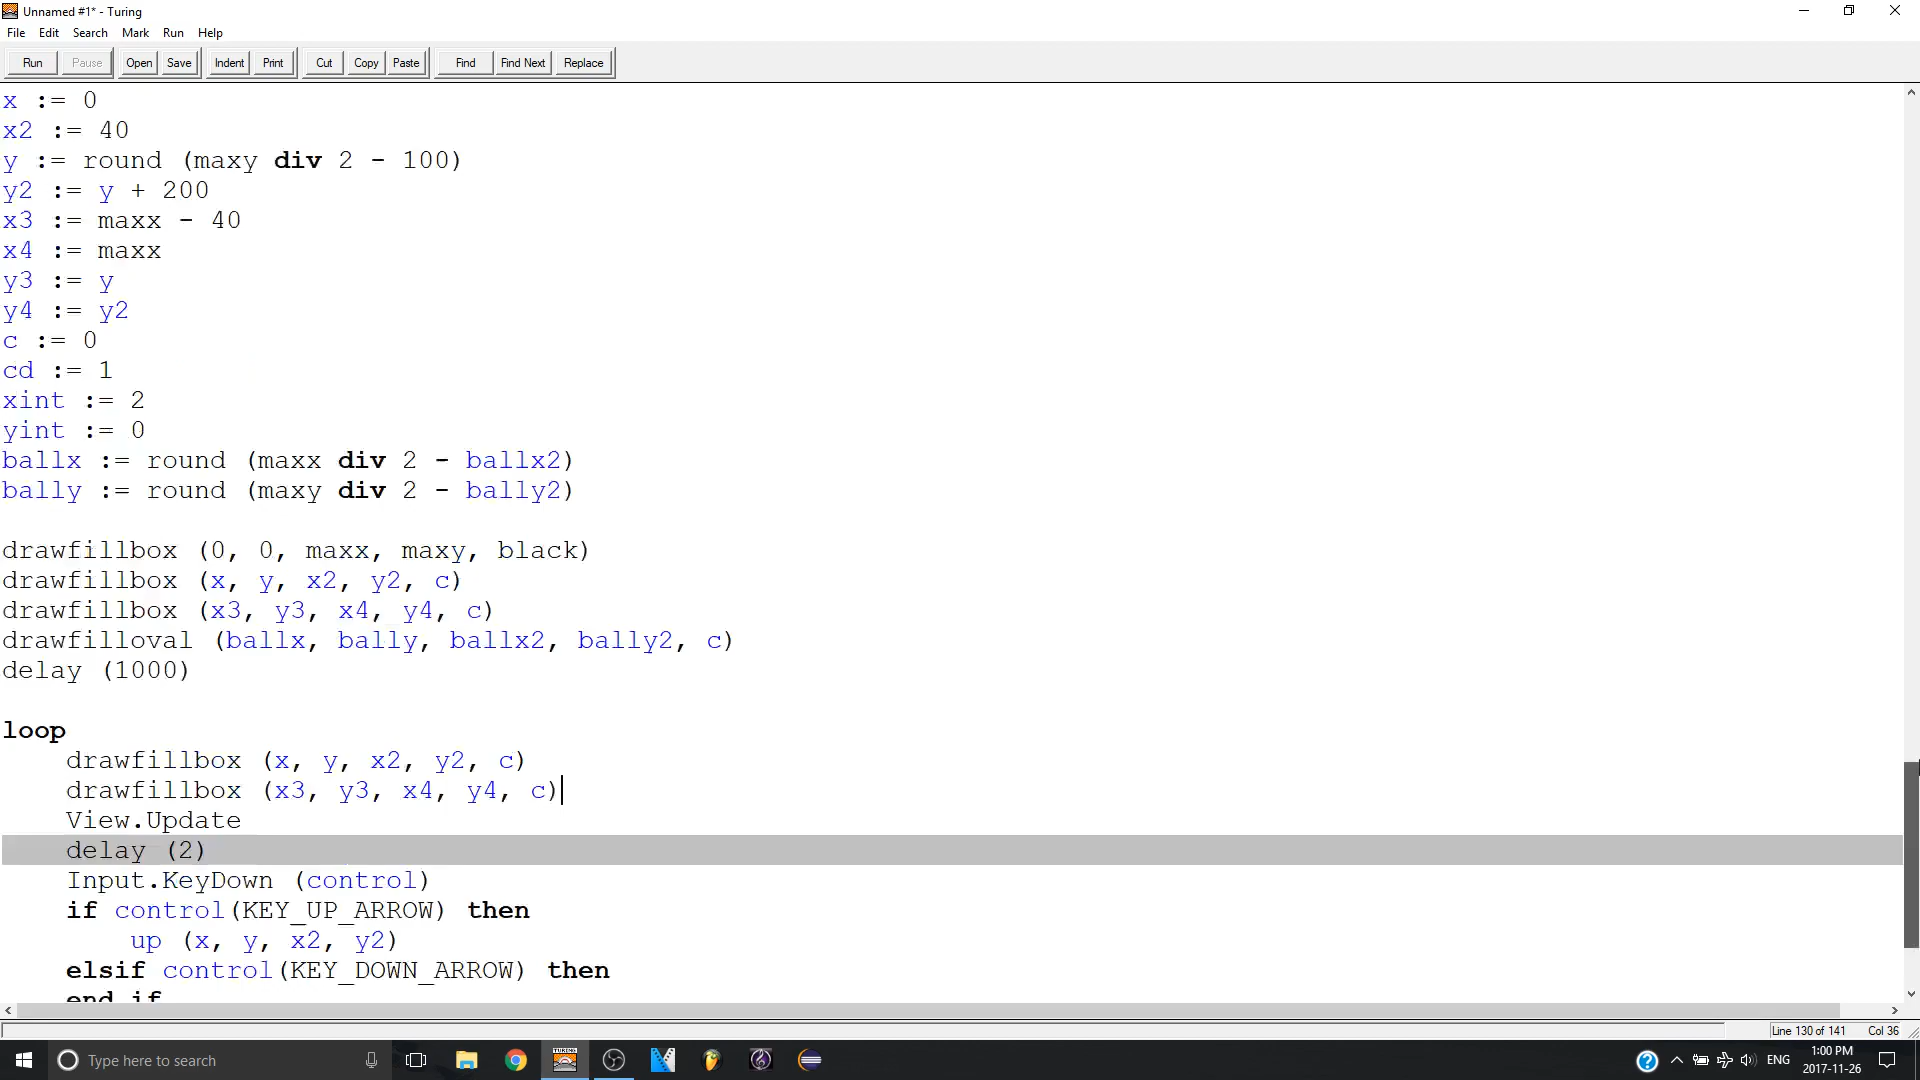 Unnamed #1* - Turing
File Edit Search Mark Run Help
Run Pause Open Save Indent Print Cut Copy Paste Find Find Next Replace
x := 0
x2 := 40
y := round (maxy div 2 - 100)
y2 := y + 200
x3 := maxx - 40
x4 := maxx
y3 := y
y4 := y2
c := 0
cd := 1
xint := 2
yint := 0
ballx := round (maxx div 2 - ballx2)
bally := round (maxy div 2 - bally2)
drawfillbox (0, 0, maxx, maxy, black)
drawfillbox (x, y, x2, y2, c)
drawfillbox (x3, y3, x4, y4, c)
drawfilloval (ballx, bally, ballx2, bally2, c)
delay (1000)
loop
drawfillbox (x, y, x2, y2, c)
drawfillbox (x3, y3, x4, y4, c)
View.Update
delay (2)
Input.KeyDown (control)
if control(KEY_UP_ARROW) then
up (x, y, x2, y2)
elsif control(KEY_DOWN_ARROW) then
end if
Line 130 of 141 Col 36
Type here to search
TURING
ENG
1:00 PM
2017-11-26